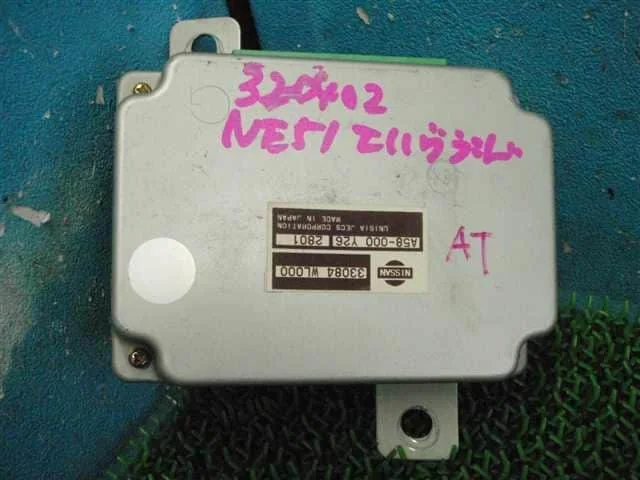 320402
NE51 エルグランド
AT
NISSAN
33084 WL000
A58-000 Y26 2801
UNISIA JECS CORPORATION
MADE IN JAPAN